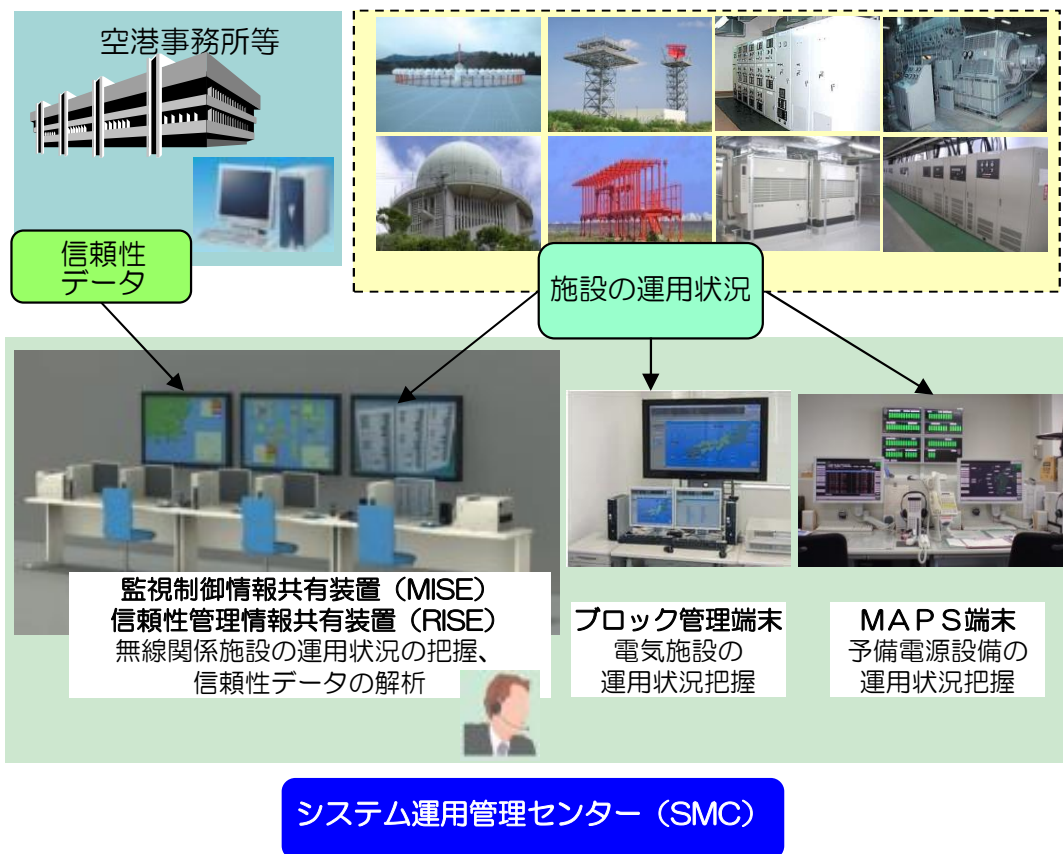 空港事務所等
信頼性
データ
施設の運用状況
監視制御情報共有装置(MISE)
信頼性管理情報共有装置(RISE)
無線関係施設の運用状況の把握、
信頼性データの解析
ブロック管理端末
電気施設の
運用状況把握
MAPS端末
予備電源設備の
運用状況把握
システム運用管理センター(SMC)